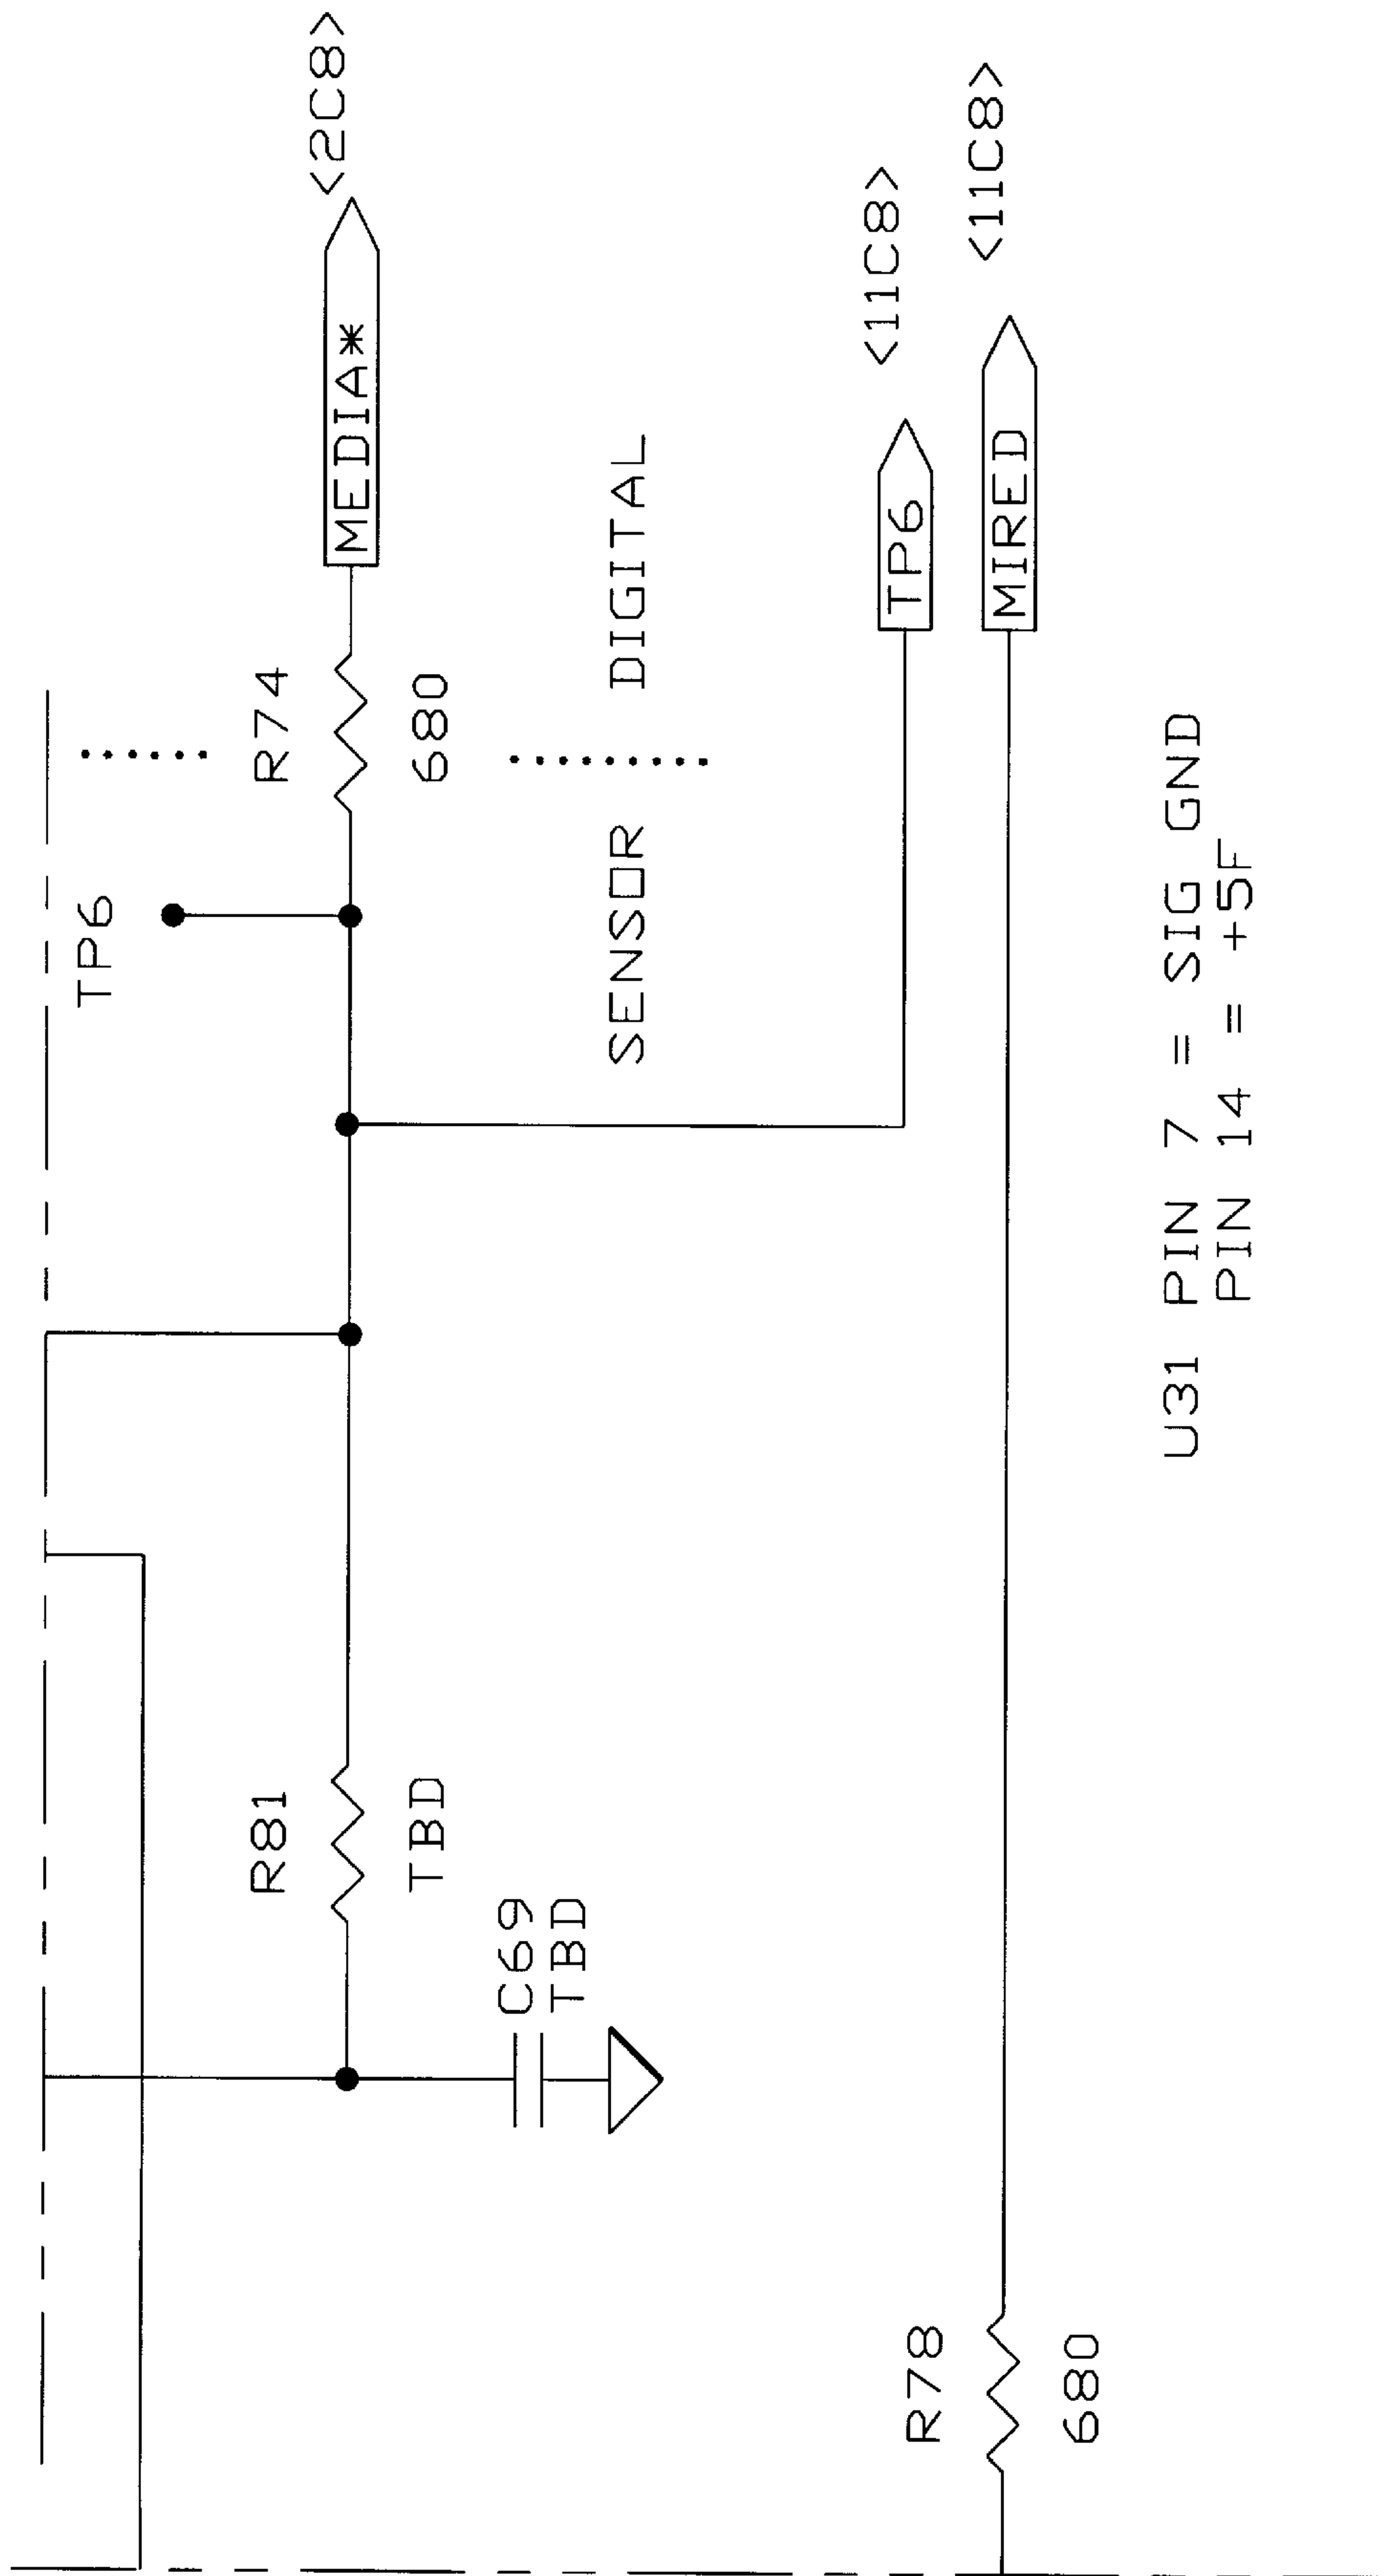 TP6
R74
680
MEDIA*
<2C8>
R81
TBD
C69
TBD
SENSOR DIGITAL
TP6
<11C8>
MIRED
<11C8>
R78
680
U31 PIN 7 = SIG GND
PIN 14 = +5F